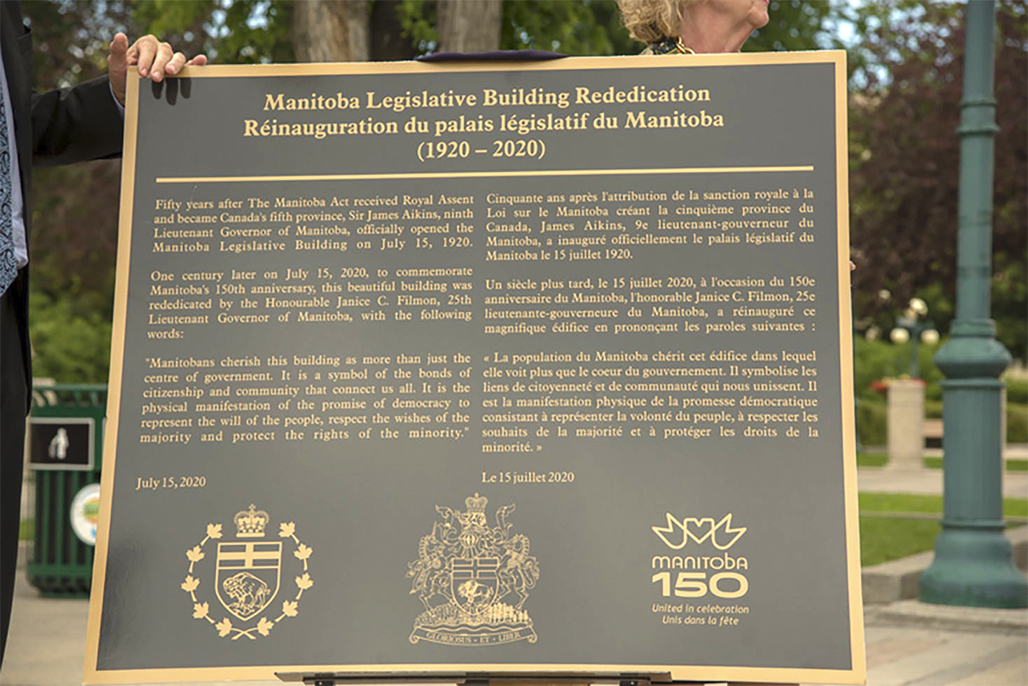 Manitoba Legislative Building Rededication
Réinauguration du palais législatif du Manitoba
(1920 – 2020)
Fifty years after The Manitoba Act received Royal Assent
and became Canada's fifth province, Sir James Aikins, ninth
Lieutenant Governor of Manitoba, officially opened the
Manitoba Legislative Building on July 15, 1920.
One century later on July 15, 2020, to commemorate
Manitoba's 150th anniversary, this beautiful building was
rededicated by the Honourable Janice C. Filmon, 25th
Lieutenant Governor of Manitoba, with the following
words:
"Manitobans cherish this building as more than just the
centre of government. It is a symbol of the bonds of
citizenship and community that connect us all. It is the
physical manifestation of the promise of democracy to
represent the will of the people, respect the wishes of the
majority and protect the rights of the minority."
July 15, 2020
Cinquante ans après l'attribution de la sanction royale à la
Loi sur le Manitoba créant la cinquième province du
Canada, James Aikins, 9e lieutenant-gouverneur du
Manitoba, a inauguré officiellement le palais législatif du
Manitoba le 15 juillet 1920.
Un siècle plus tard, le 15 juillet 2020, à l'occasion du 150e
anniversaire du Manitoba, l'honorable Janice C. Filmon, 25e
lieutenante-gouverneure du Manitoba, a réinauguré ce
magnifique édifice en prononçant les paroles suivantes :
« La population du Manitoba chérit cet édifice dans lequel
elle voit plus que le coeur du gouvernement. Il symbolise les
liens de citoyenneté et de communauté qui nous unissent. Il
est la manifestation physique de la promesse démocratique
consistant à représenter la volonté du peuple, à respecter les
souhaits de la majorité et à protéger les droits de la
minorité. »
Le 15 juillet 2020
GLORIOSUS · ET · LIBER
MANITOBA
150
United in celebration
Unis dans la fête